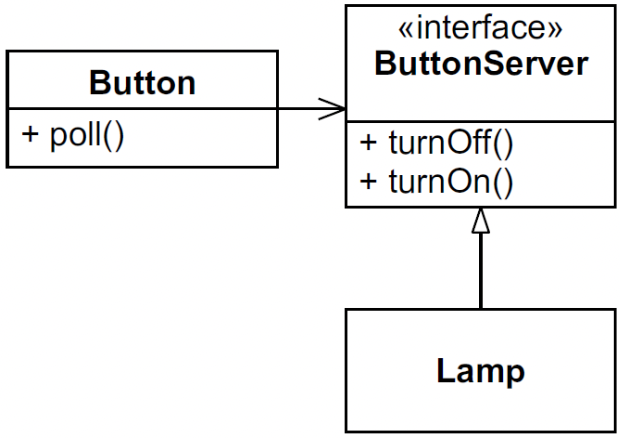 Button
+ poll()
«interface»
ButtonServer
+ turnOff()
+ turnOn()
Lamp